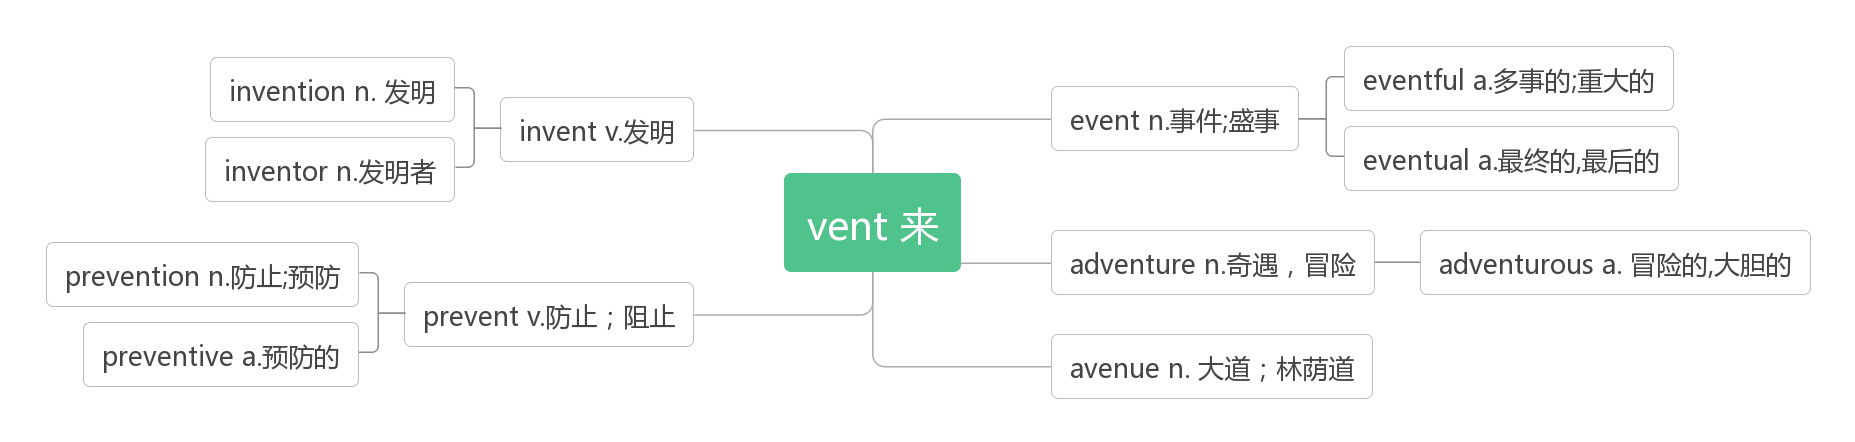 vent 来
event n.事件;盛事
eventful a.多事的;重大的
eventual a.最终的,最后的
adventure n.奇遇，冒险
adventurous a. 冒险的,大胆的
avenue n. 大道；林荫道
invent v.发明
invention n. 发明
inventor n.发明者
prevent v.防止；阻止
prevention n.防止;预防
preventive a.预防的